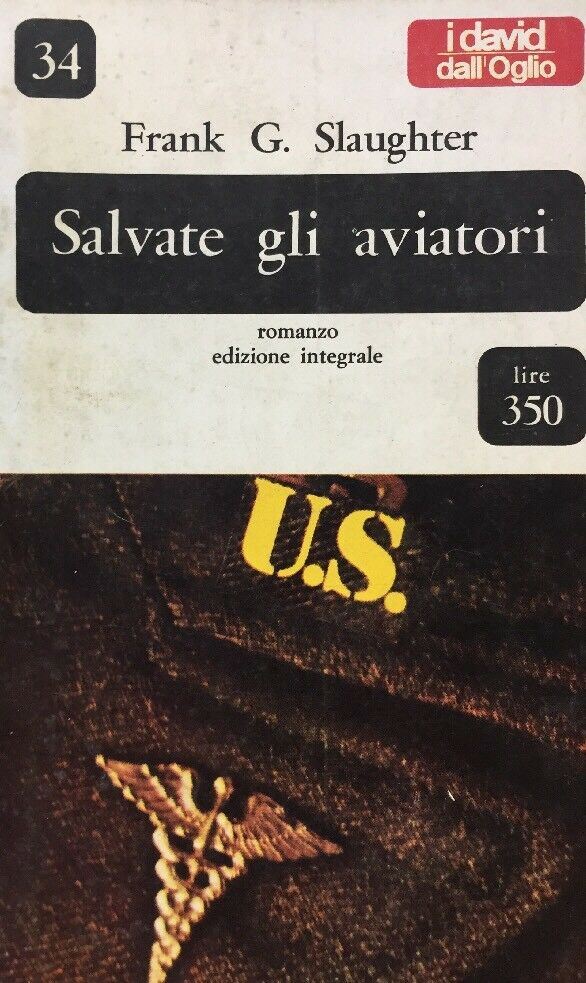 34
i david
dall'Oglio
Frank G. Slaughter
Salvate gli aviatori
romanzo
edizione integrale
lire
350
U.S.